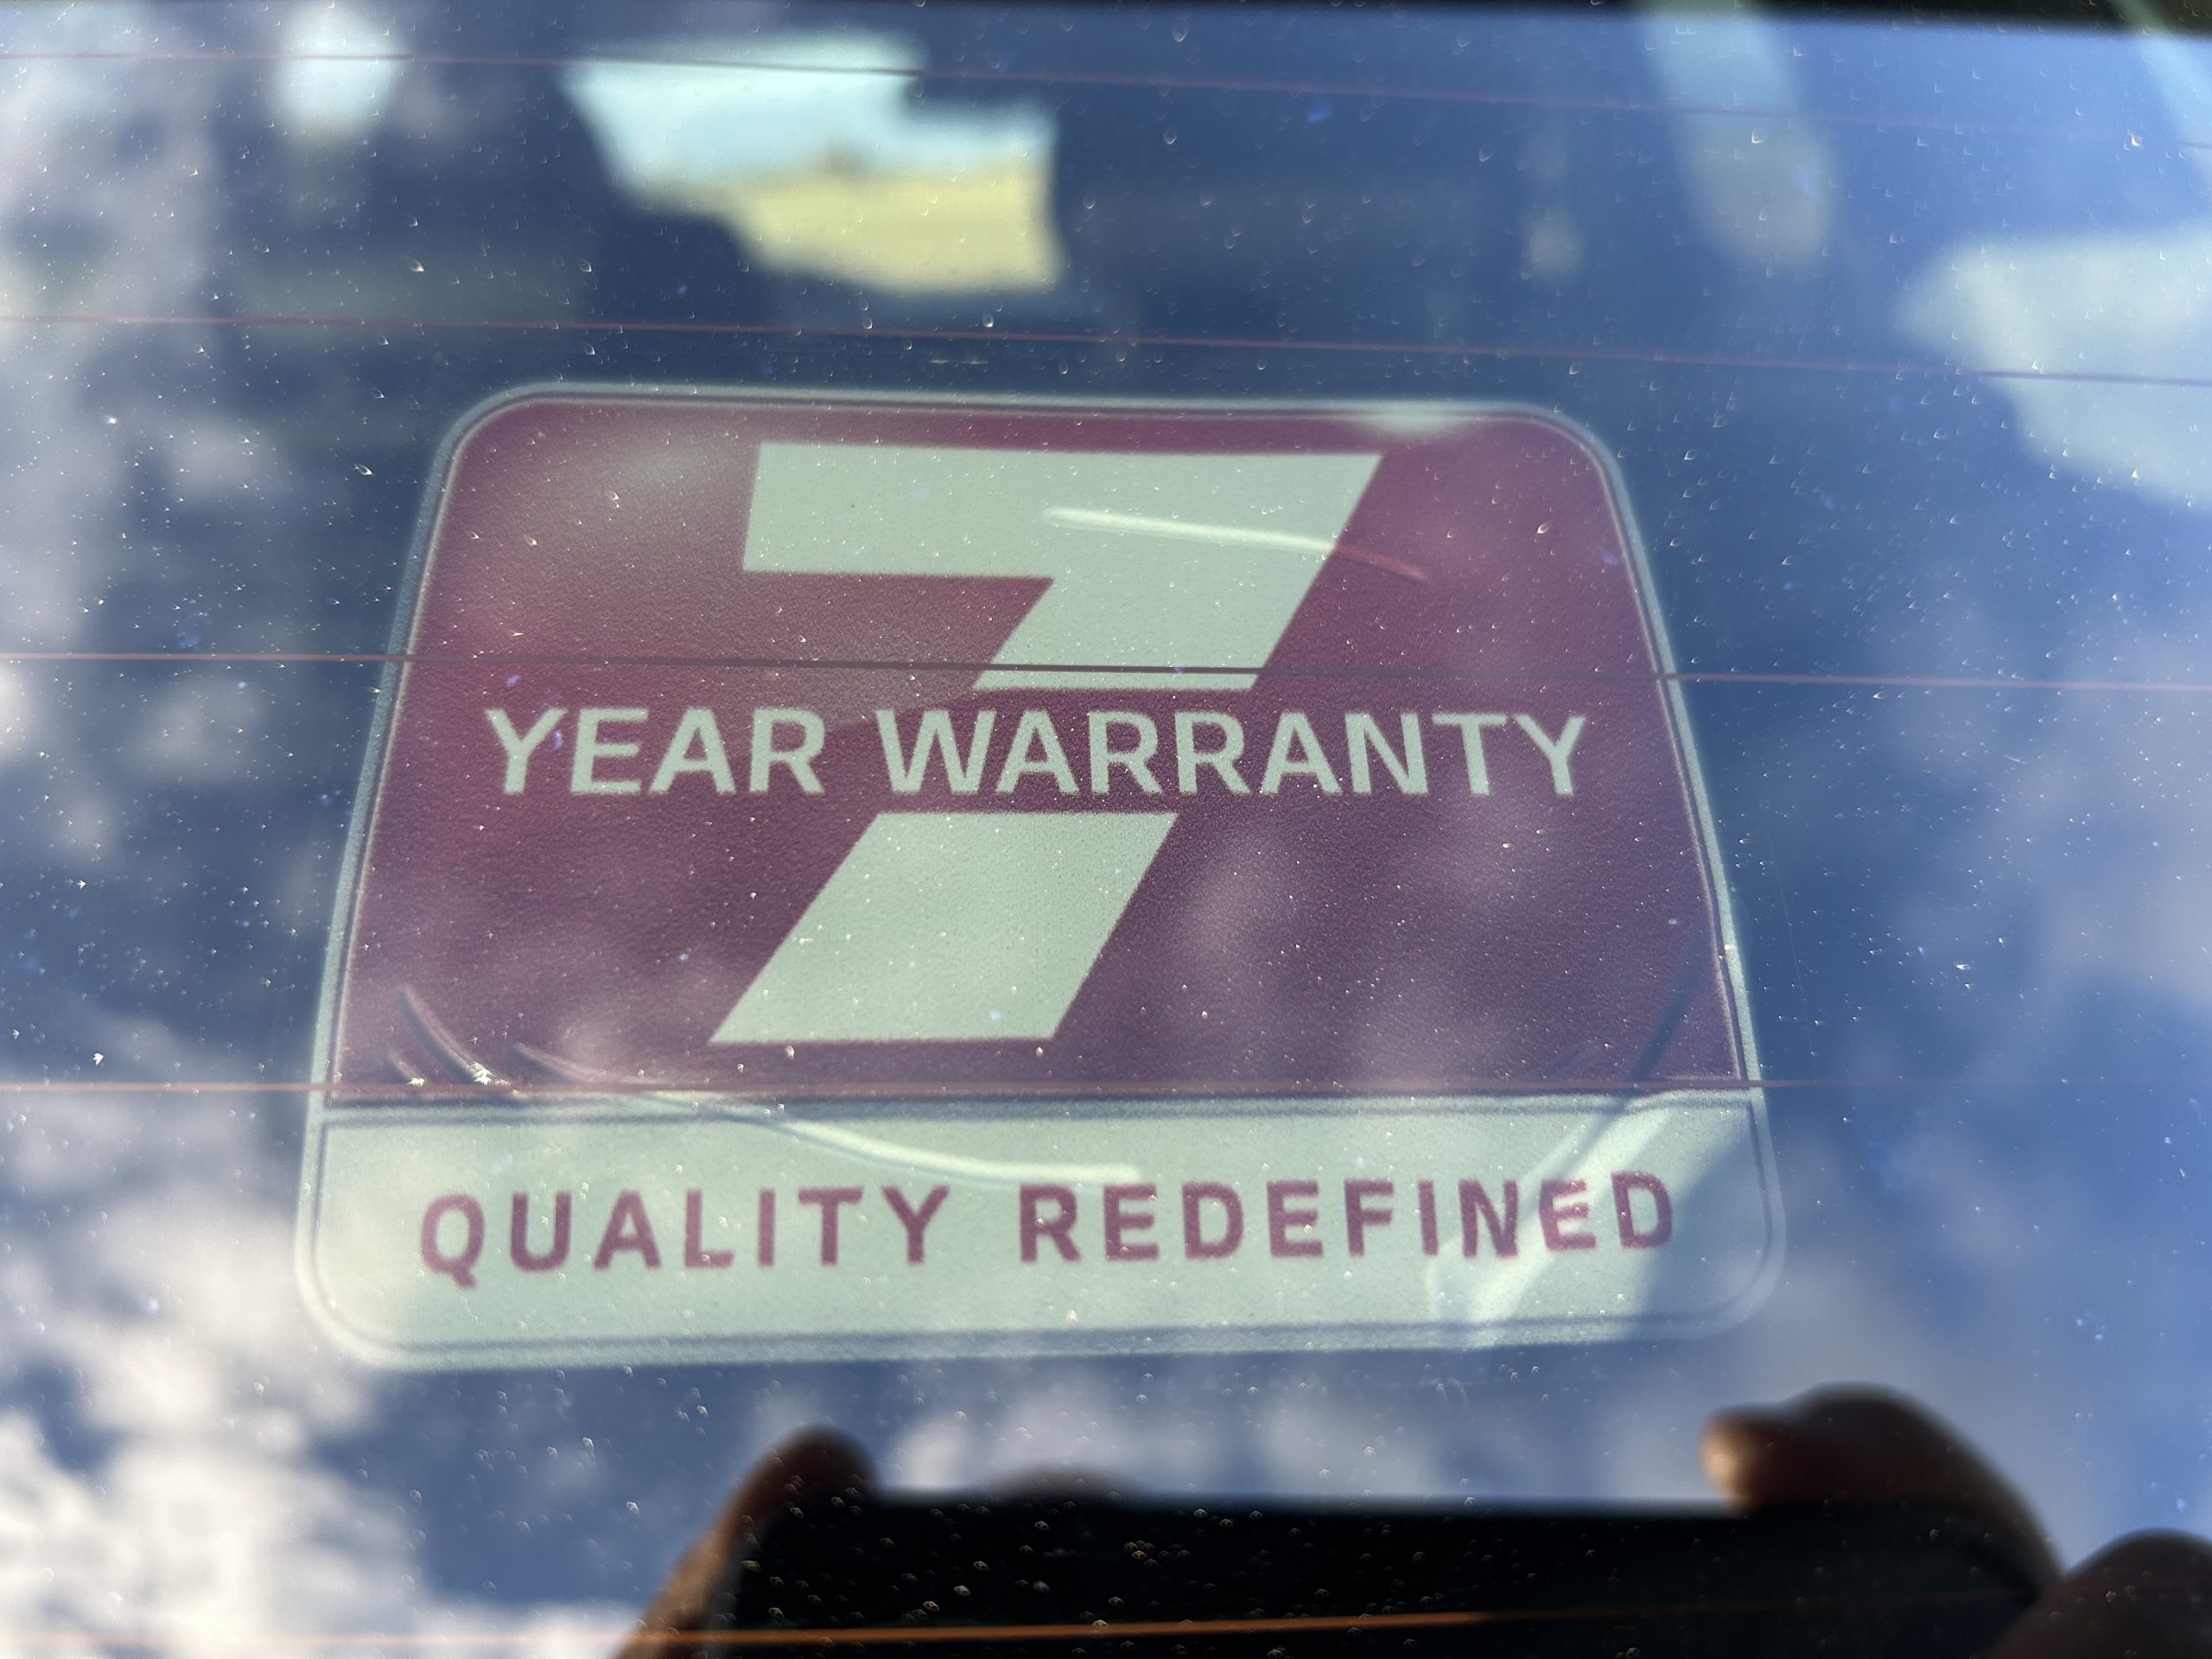 7
YEAR WARRANTY
QUALITY REDEFINED